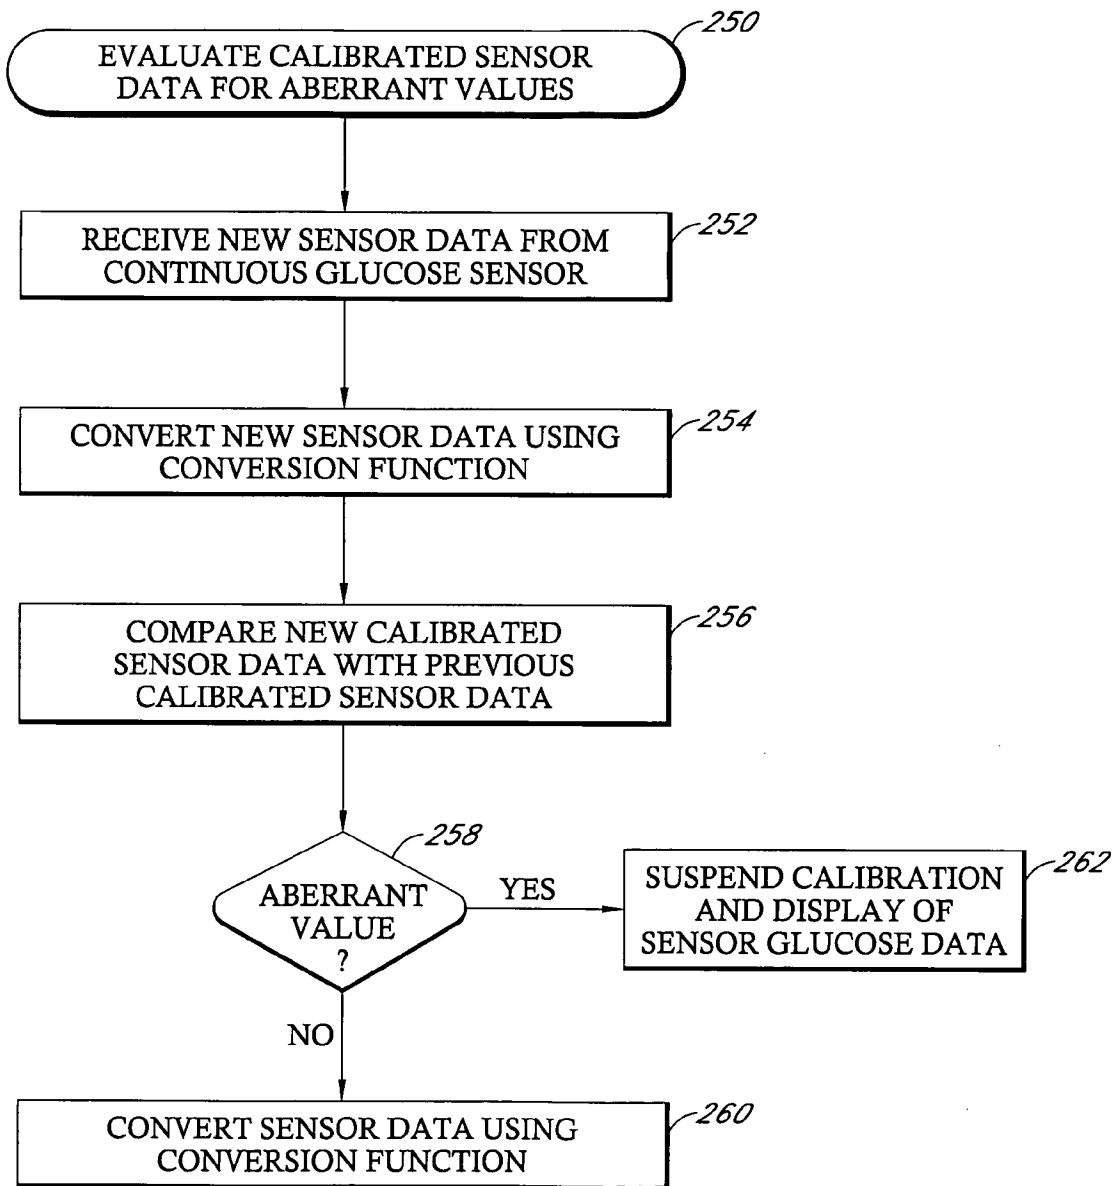 250
EVALUATE CALIBRATED SENSOR
DATA FOR ABERRANT VALUES
252
RECEIVE NEW SENSOR DATA FROM
CONTINUOUS GLUCOSE SENSOR
254
CONVERT NEW SENSOR DATA USING
CONVERSION FUNCTION
256
COMPARE NEW CALIBRATED
SENSOR DATA WITH PREVIOUS
CALIBRATED SENSOR DATA
258
ABERRANT
VALUE
?
YES
262
SUSPEND CALIBRATION
AND DISPLAY OF
SENSOR GLUCOSE DATA
NO
260
CONVERT SENSOR DATA USING
CONVERSION FUNCTION